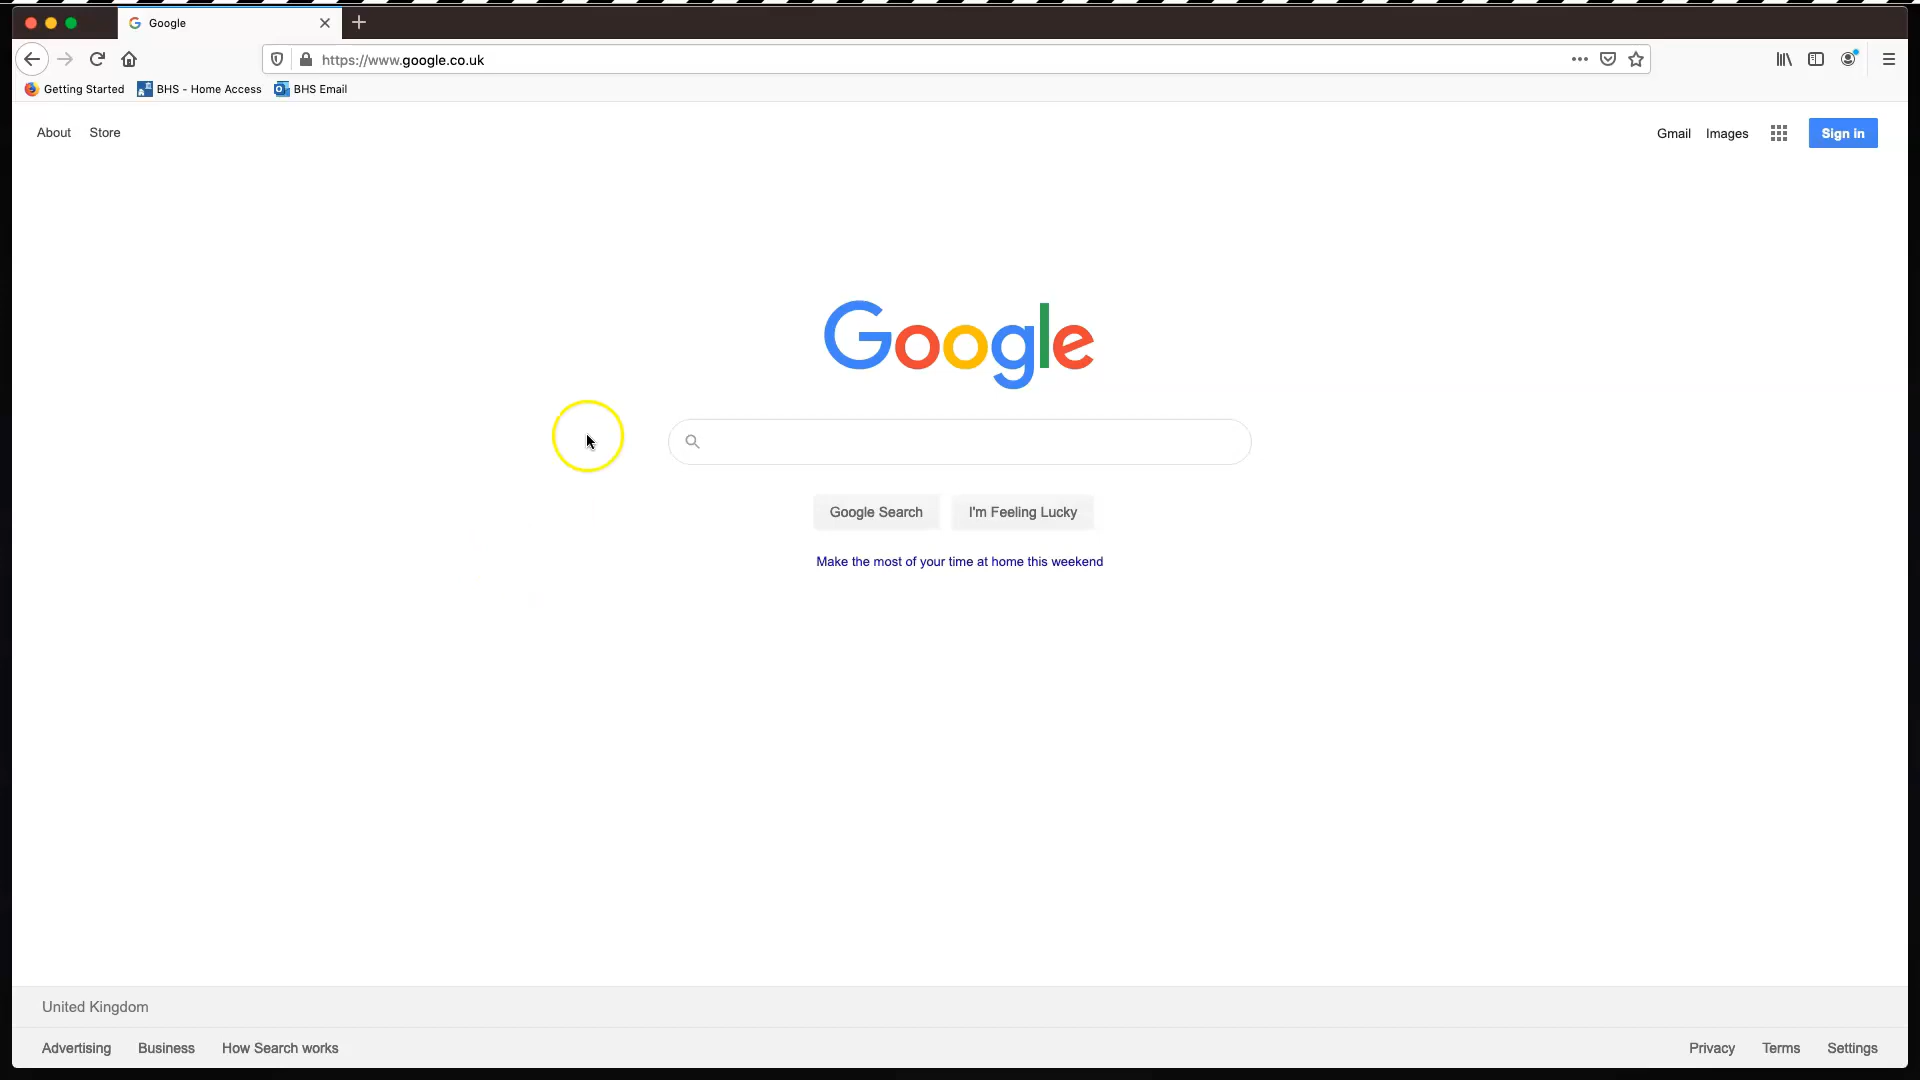 Google
https://www.google.co.uk
Getting Started BHS - Home Access BHS Email
About Store Gmail Images Sign in
Google
Google Search I'm Feeling Lucky
Make the most of your time at home this weekend
United Kingdom
Advertising Business How Search works Privacy Terms Settings